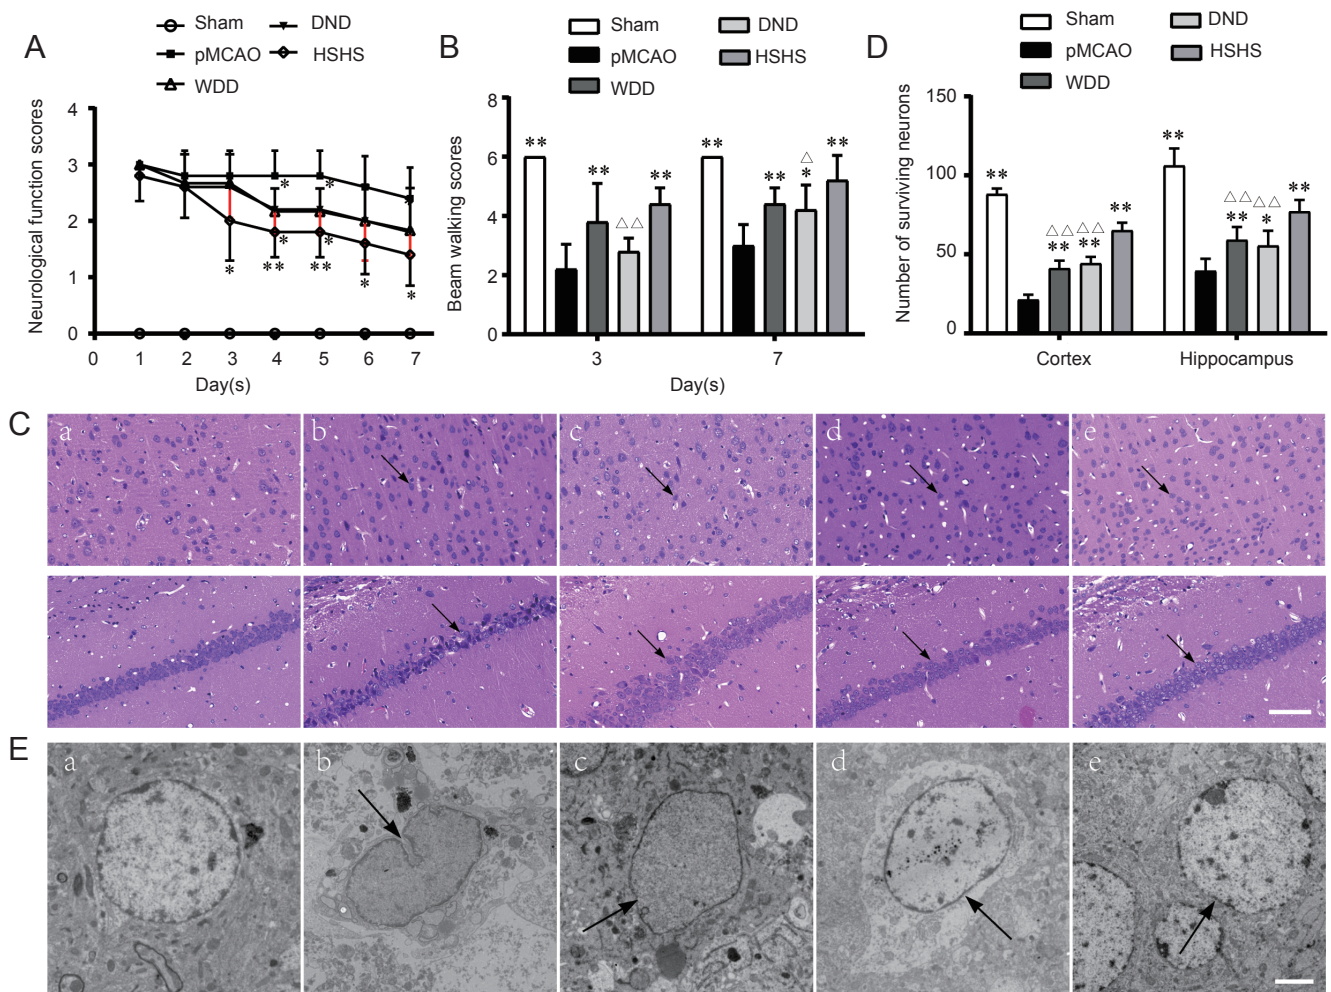 A
Sham
DND
pMCAO
HSHS
WDD
Neurological function scores
4
3
2
1
0
* *
* ** ** * *
* *
*
0 1 2 3 4 5 6 7
Day(s)
B
Sham
DND
pMCAO
HSHS
WDD
Beam walking scores
8
6
4
2
0
** ** △△ ** ** ** △ * **
3 7
Day(s)
D
Sham
DND
pMCAO
HSHS
WDD
Number of surviving neurons
150
100
50
0
** △△ ** △△ ** ** ** △△ ** △△ * **
Cortex Hippocampus
C
a b c d e
E
a b c d e